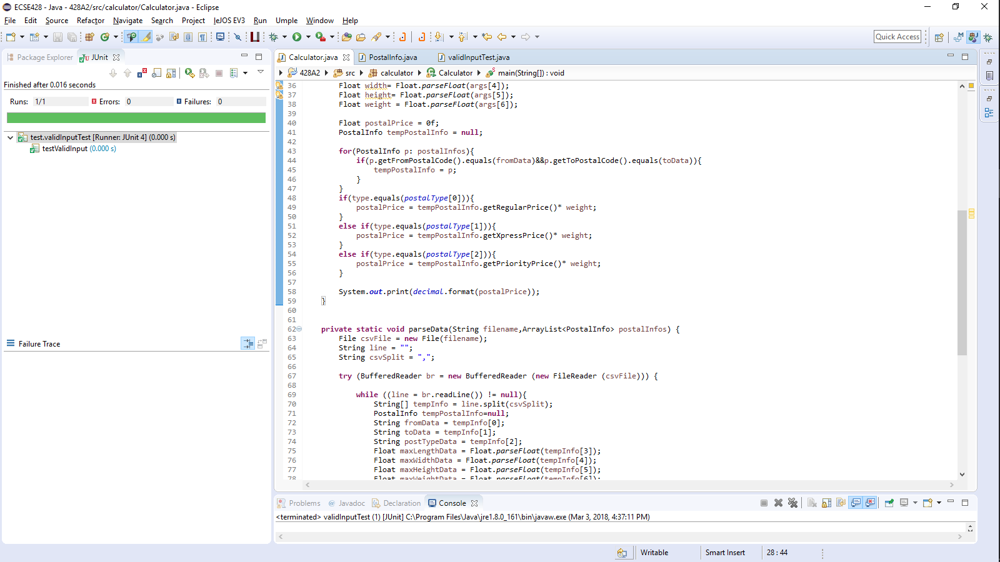 ECSE428 - Java - 428A2/src/calculator/Calculator.java - Eclipse
File Edit Source Refactor Navigate Search Project leJOS EV3 Run Umple Window Help
Quick Access
Package Explorer JUnit
Finished after 0.016 seconds
Runs: 1/1 Errors: 0 Failures: 0
test.validInputTest [Runner: JUnit 4] (0.000 s)
testValidInput (0.000 s)
Failure Trace
Calculator.java PostalInfo.java validInputTest.java
428A2 src calculator Calculator main(String[]) : void
36 Float width= Float.parseFloat(args[4]);
37 Float height= Float.parseFloat(args[5]);
38 Float weight = Float.parseFloat(args[6]);
39
40 Float postalPrice = 0f;
41 PostalInfo tempPostalInfo = null;
42
43 for(PostalInfo p: postalInfos){
44 if(p.getFromPostalCode().equals(fromData)&&p.getToPostalCode().equals(toData)){
45 tempPostalInfo = p;
46 }
47 }
48 if(type.equals(postalType[0])){
49 postalPrice = tempPostalInfo.getRegularPrice()* weight;
50 }
51 else if(type.equals(postalType[1])){
52 postalPrice = tempPostalInfo.getXpressPrice()* weight;
53 }
54 else if(type.equals(postalType[2])){
55 postalPrice = tempPostalInfo.getPriorityPrice()* weight;
56 }
57
58 System.out.print(decimal.format(postalPrice));
59 }
60
61
62 private static void parseData(String filename,ArrayList<PostalInfo> postalInfos) {
63 File csvFile = new File(filename);
64 String line = "";
65 String csvSplit = ",";
66
67 try (BufferedReader br = new BufferedReader (new FileReader (csvFile))) {
68
69 while ((line = br.readLine()) != null){
70 String[] tempInfo = line.split(csvSplit);
71 PostalInfo tempPostalInfo=null;
72 String fromData = tempInfo[0];
73 String toData = tempInfo[1];
74 String postTypeData = tempInfo[2];
75 Float maxLengthData = Float.parseFloat(tempInfo[3]);
76 Float maxWidthData = Float.parseFloat(tempInfo[4]);
77 Float maxHeightData = Float.parseFloat(tempInfo[5]);
78 Float maxWeightData = Float.parseFloat(tempInfo[6]);
Problems Javadoc Declaration Console
<terminated> validInputTest (1) [JUnit] C:\Program Files\Java\jre1.8.0_161\bin\javaw.exe (Mar 3, 2018, 4:37:11 PM)
Writable Smart Insert 28 : 44